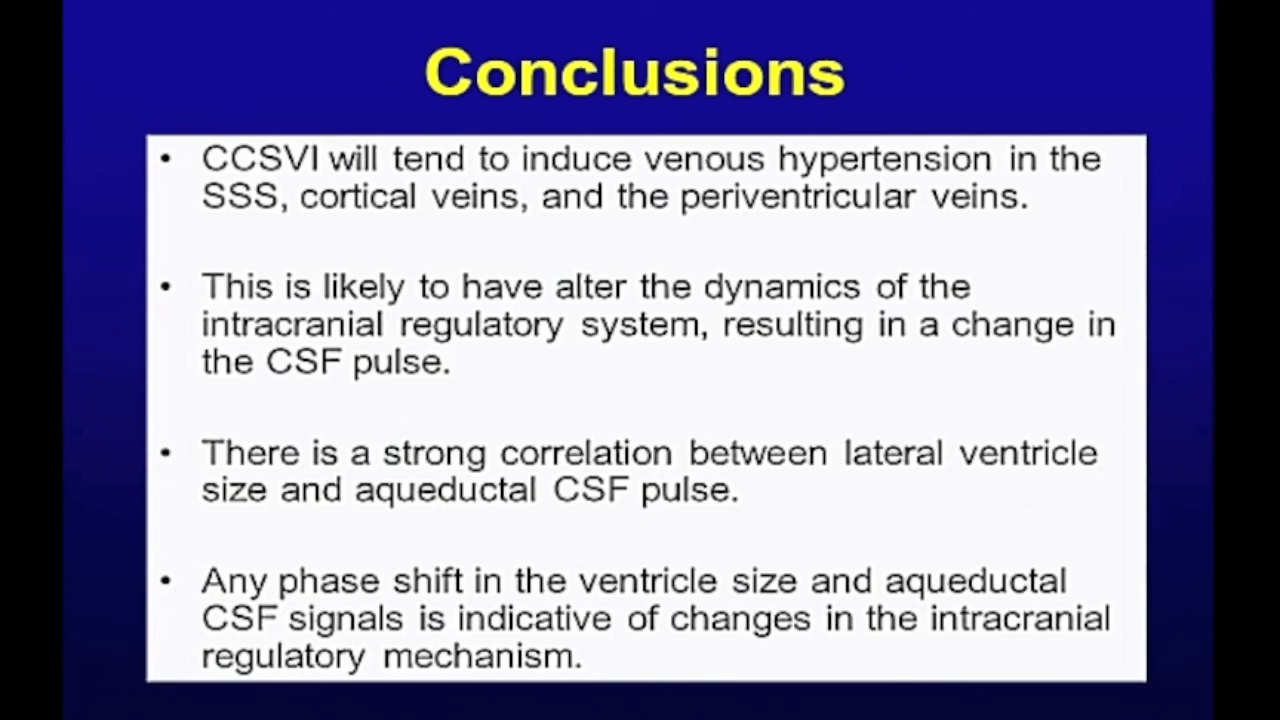 Conclusions
• CCSVI will tend to induce venous hypertension in the
SSS, cortical veins, and the periventricular veins.
• This is likely to have alter the dynamics of the
intracranial regulatory system, resulting in a change in
the CSF pulse.
• There is a strong correlation between lateral ventricle
size and aqueductal CSF pulse.
• Any phase shift in the ventricle size and aqueductal
CSF signals is indicative of changes in the intracranial
regulatory mechanism.